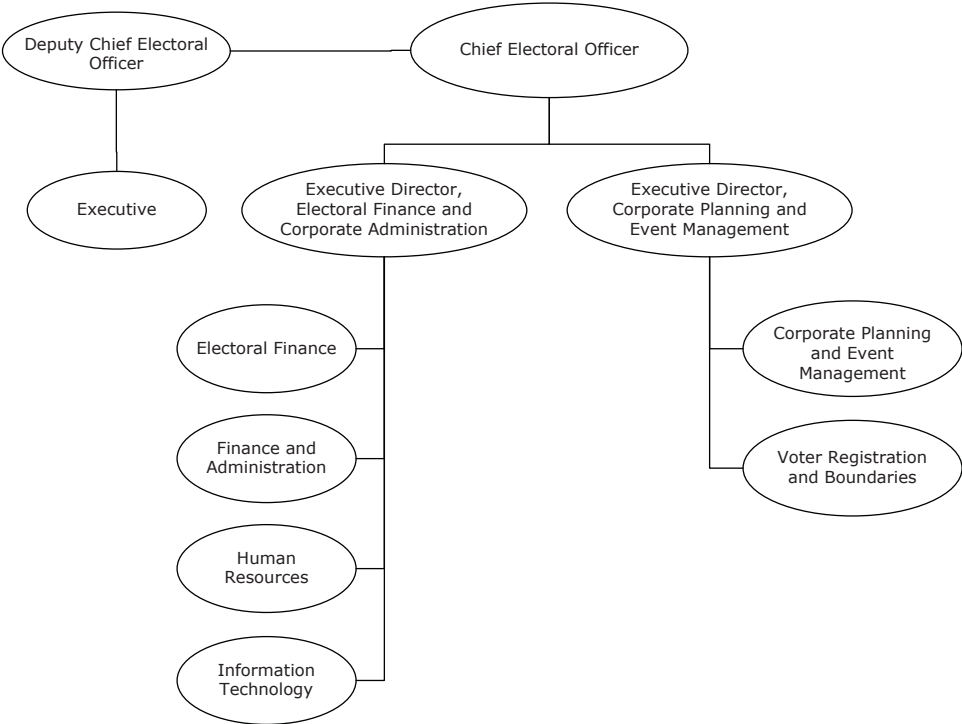 Deputy Chief Electoral
Officer
Chief Electoral Officer
Executive
Executive Director,
Electoral Finance and
Corporate Administration
Executive Director,
Corporate Planning and
Event Management
Electoral Finance
Finance and
Administration
Human
Resources
Information
Technology
Corporate Planning
and Event
Management
Voter Registration
and Boundaries